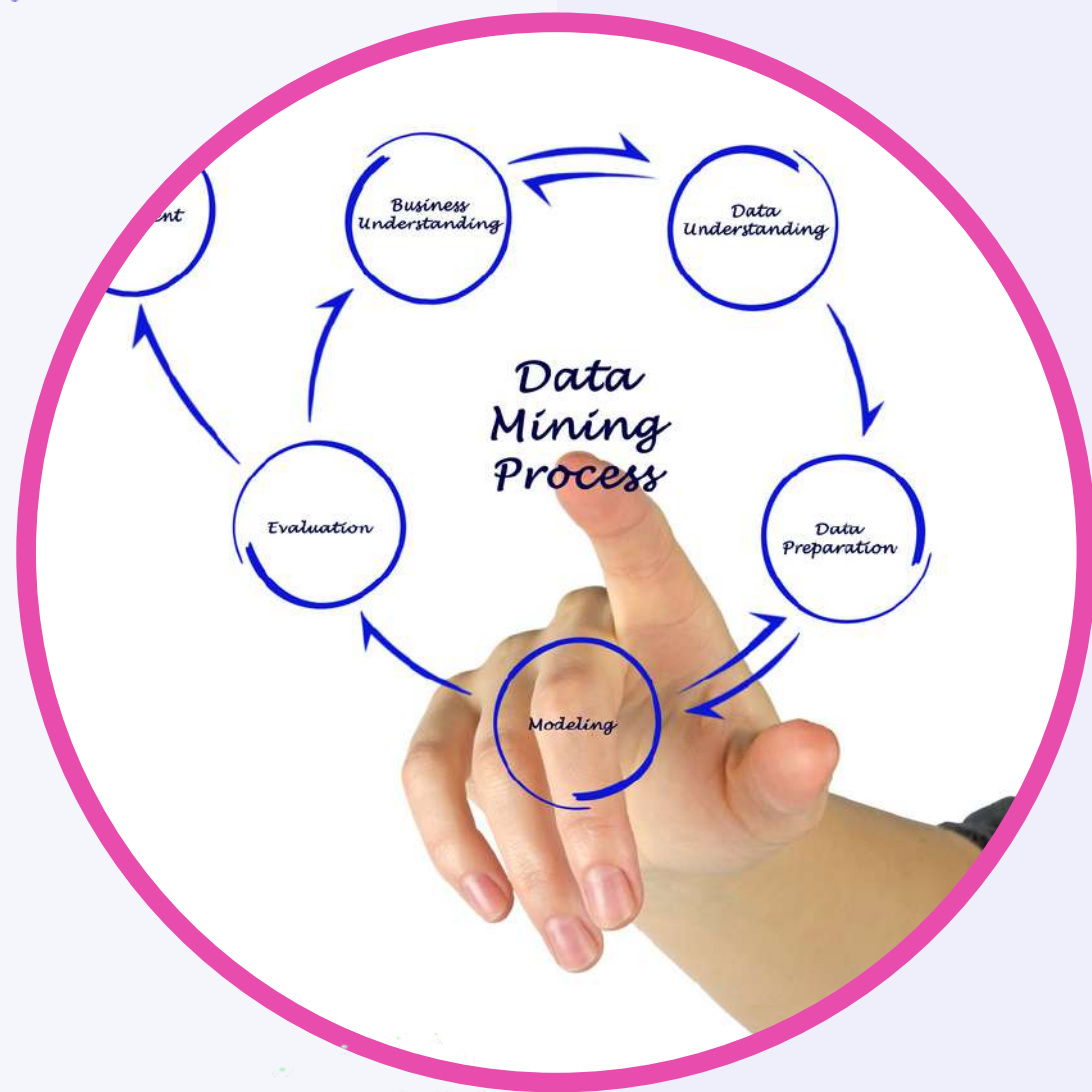 Business
Understanding
Data
Understanding
Data
Mining
Process
Evaluation
Data
Preparation
Modeling